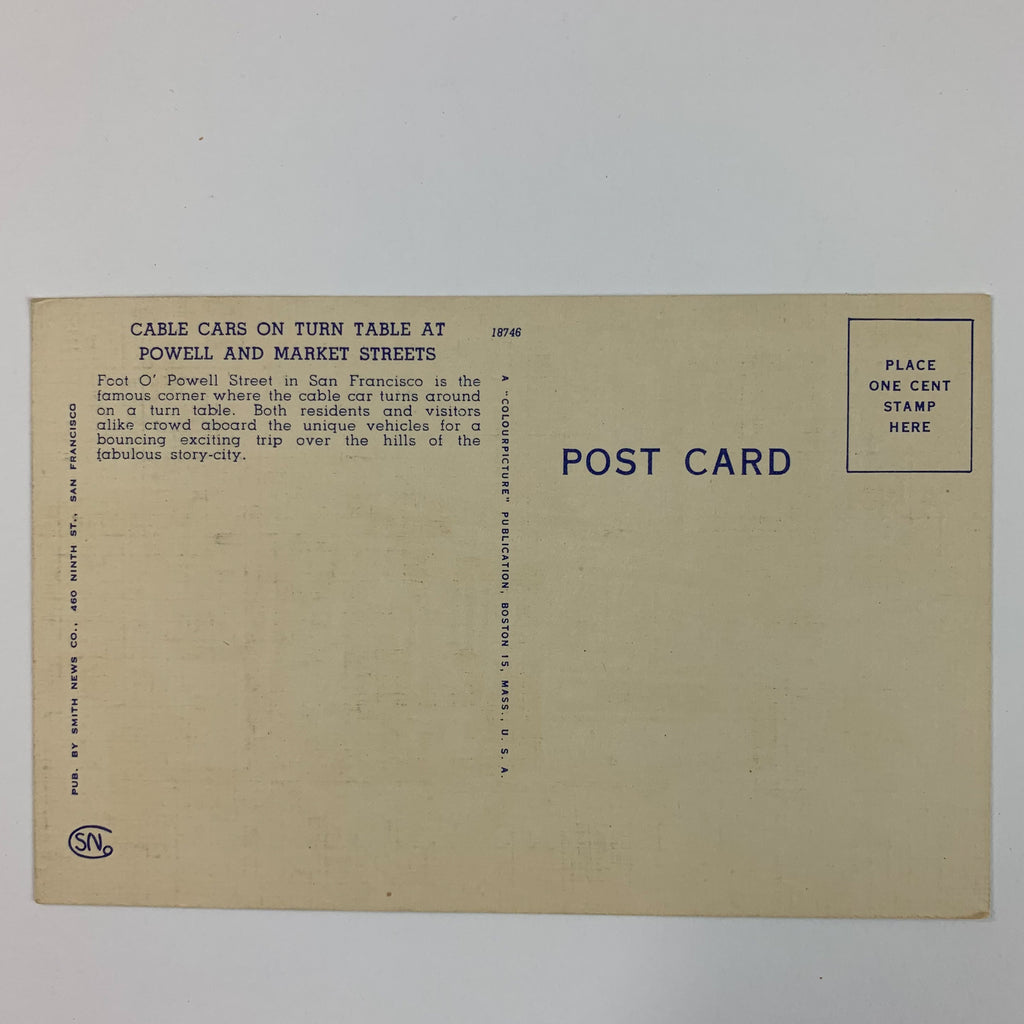 CABLE CARS ON TURN TABLE AT
POWELL AND MARKET STREETS
Foot O' Powell Street in San Francisco is the
famous corner where the cable car turns around
on a turn table. Both residents and visitors
alike crowd aboard the unique vehicles for a
bouncing exciting trip over the hills of the
fabulous story-city.
PUB. BY SMITH NEWS CO., 460 NINTH ST., SAN FRANCISCO
SN
18746
A "COLOURPICTURE" PUBLICATION, BOSTON 15, MASS., U. S. A.
POST CARD
PLACE
ONE CENT
STAMP
HERE